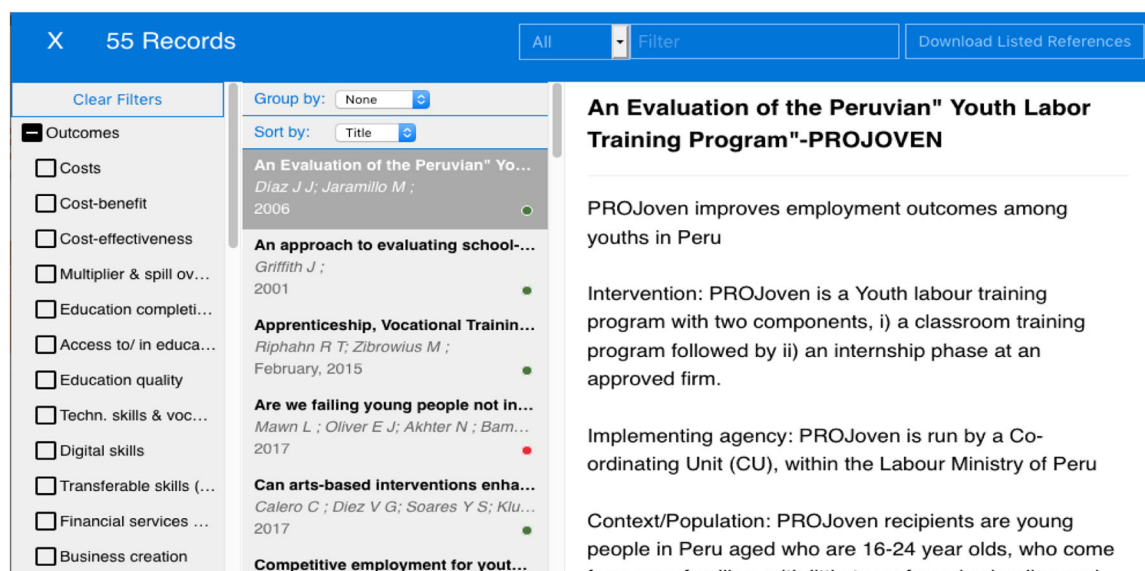 X 55 Records All Filter Download Listed References
Clear Filters
Outcomes
Costs
Cost-benefit
Cost-effectiveness
Multiplier & spill ov...
Education completi...
Access to/ in educa...
Education quality
Techn. skills & voc...
Digital skills
Transferable skills (...
Financial services ...
Business creation
Group by: None
Sort by: Title
An Evaluation of the Peruvian" Yo...
Díaz J J; Jaramillo M ;
2006
An approach to evaluating school-...
Griffith J ;
2001
Apprenticeship, Vocational Trainin...
Riphahn R T; Zibrowius M ;
February, 2015
Are we failing young people not in...
Mawn L ; Oliver E J; Akhter N ; Bam...
2017
Can arts-based interventions enha...
Calero C ; Diez V G; Soares Y S; Klu...
2017
Competitive employment for yout...
An Evaluation of the Peruvian" Youth Labor
Training Program"-PROJOVEN
PROJoven improves employment outcomes among
youths in Peru
Intervention: PROJoven is a Youth labour training
program with two components, i) a classroom training
program followed by ii) an internship phase at an
approved firm.
Implementing agency: PROJoven is run by a Co-
ordinating Unit (CU), within the Labour Ministry of Peru
Context/Population: PROJoven recipients are young
people in Peru aged who are 16-24 year olds, who come